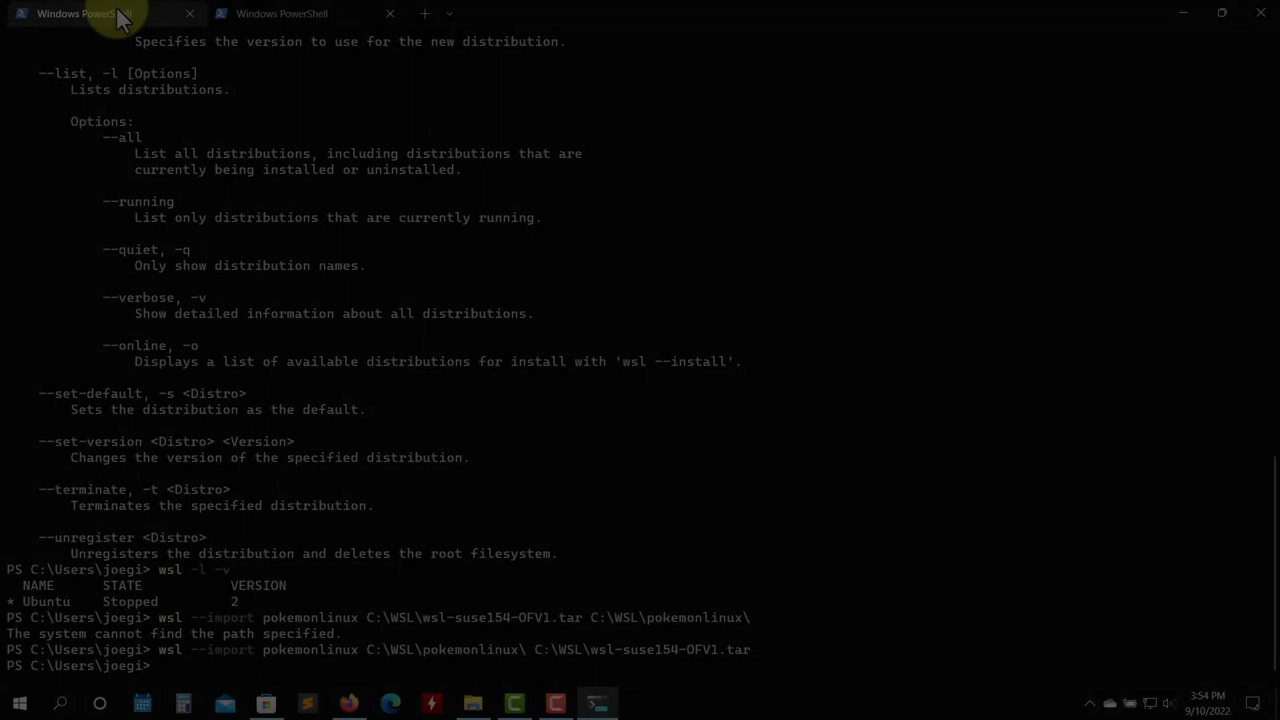 Windows PowerShell
Windows PowerShell
Specifies the version to use for the new distribution.
--list, -l [Options]
Lists distributions.
Options:
--all
List all distributions, including distributions that are
currently being installed or uninstalled.
--running
List only distributions that are currently running.
--quiet, -q
Only show distribution names.
--verbose, -v
Show detailed information about all distributions.
--online, -o
Displays a list of available distributions for install with 'wsl --install'.
--set-default, -s <Distro>
Sets the distribution as the default.
--set-version <Distro> <Version>
Changes the version of the specified distribution.
--terminate, -t <Distro>
Terminates the specified distribution.
--unregister <Distro>
Unregisters the distribution and deletes the root filesystem.
PS C:\Users\joegi> wsl -l -v
NAME STATE VERSION
* Ubuntu Stopped 2
PS C:\Users\joegi> wsl --import pokemonlinux C:\WSL\wsl-suse154-OFV1.tar C:\WSL\pokemonlinux\
The system cannot find the path specified.
PS C:\Users\joegi> wsl --import pokemonlinux C:\WSL\pokemonlinux\ C:\WSL\wsl-suse154-OFV1.tar
PS C:\Users\joegi>
3:54 PM
9/10/2022